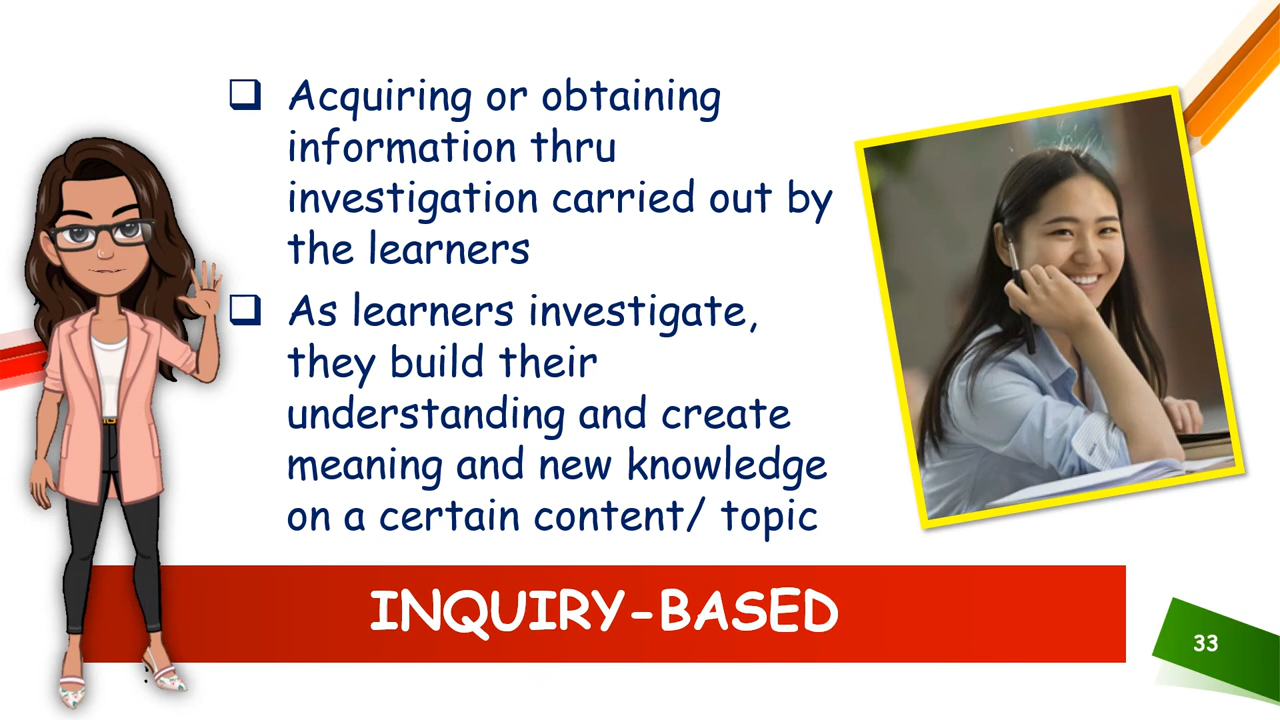 ❑ Acquiring or obtaining
information thru
investigation carried out by
the learners
❑ As learners investigate,
they build their
understanding and create
meaning and new knowledge
on a certain content/ topic
INQUIRY-BASED
33